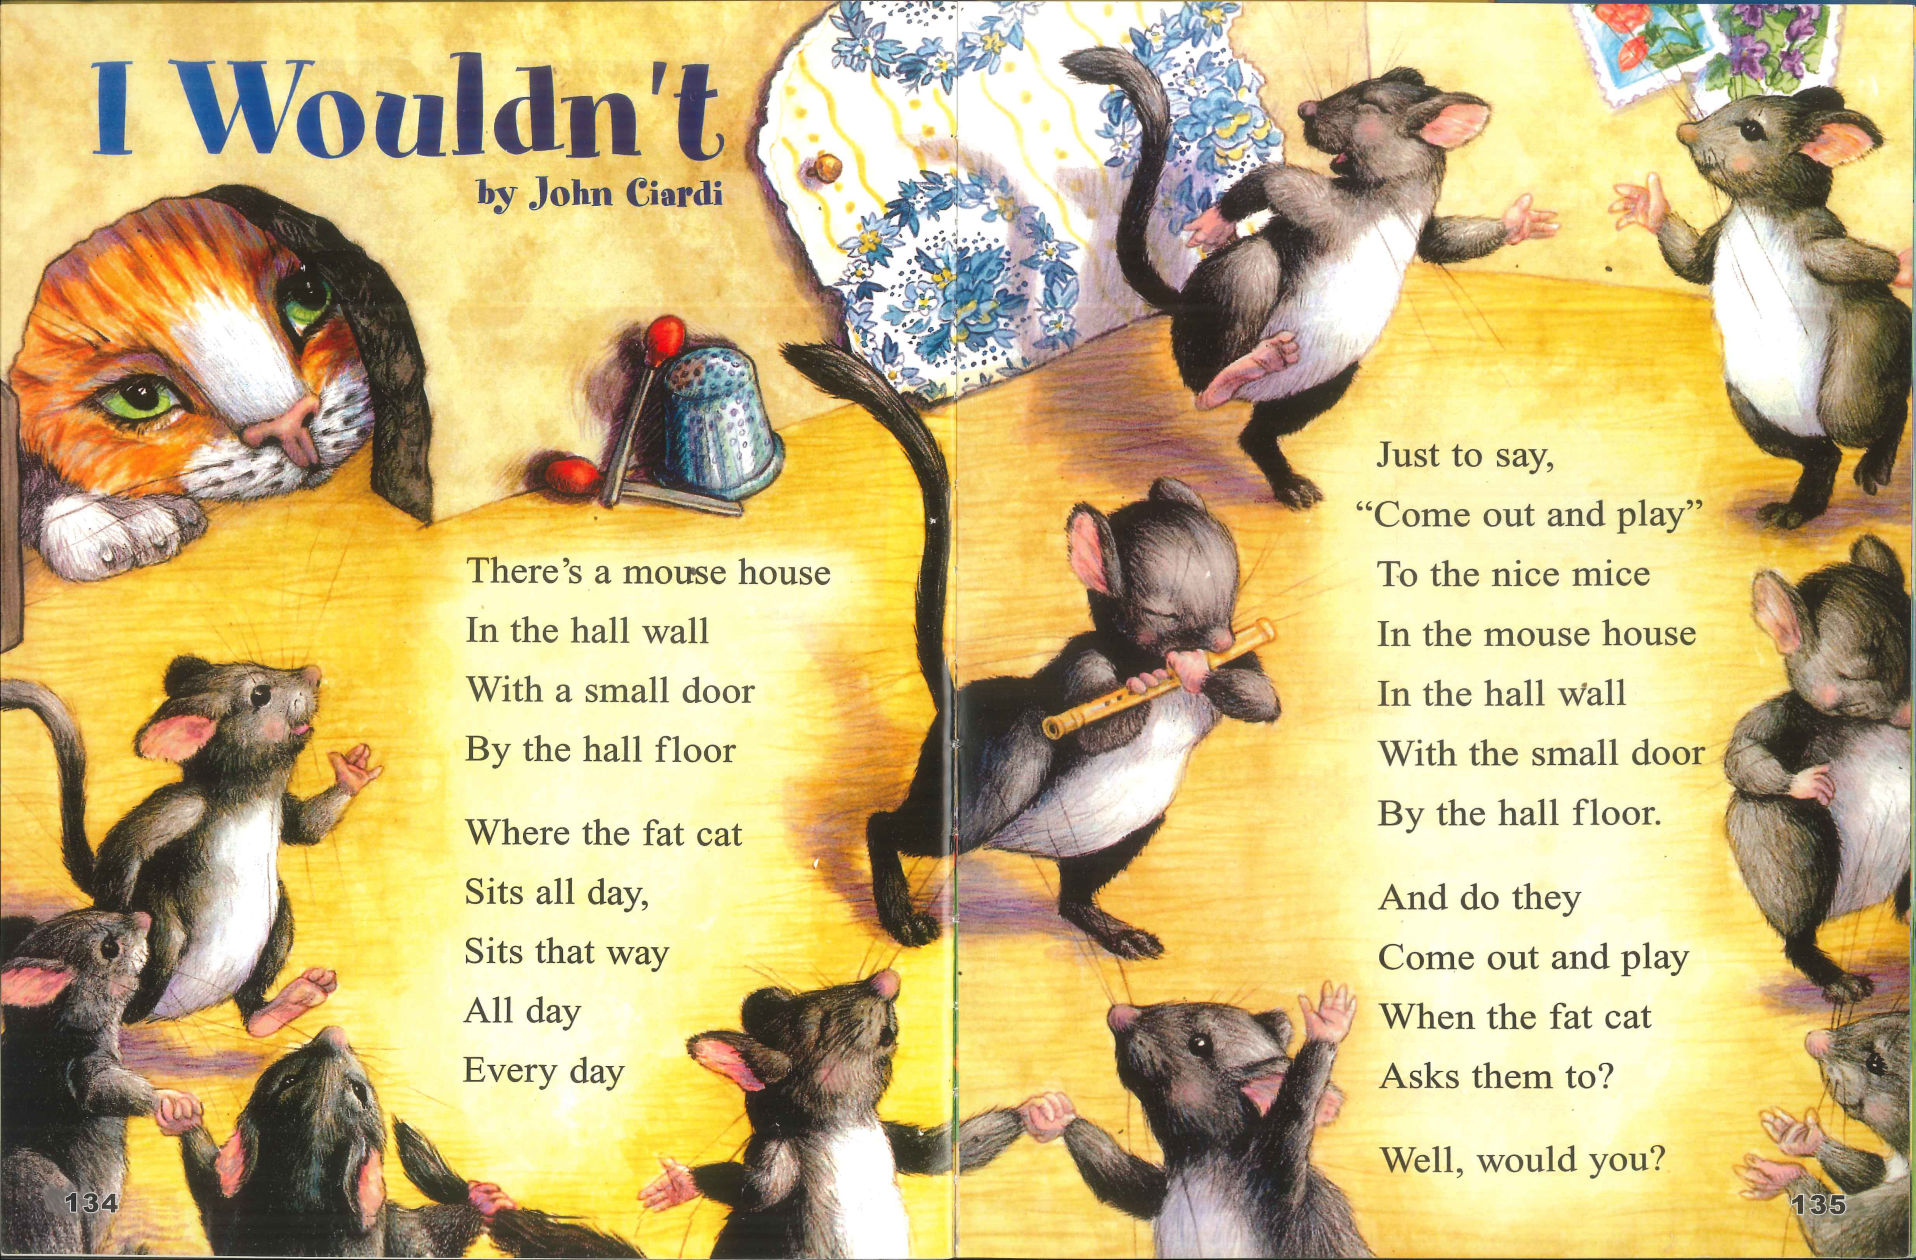 I Wouldn't
by John Ciardi
There's a mouse house
In the hall wall
With a small door
By the hall floor
Where the fat cat
Sits all day,
Sits that way
All day
Every day
134
Just to say,
“Come out and play”
To the nice mice
In the mouse house
In the hall wall
With the small door
By the hall floor.
And do they
Come out and play
When the fat cat
Asks them to?
Well, would you?
135